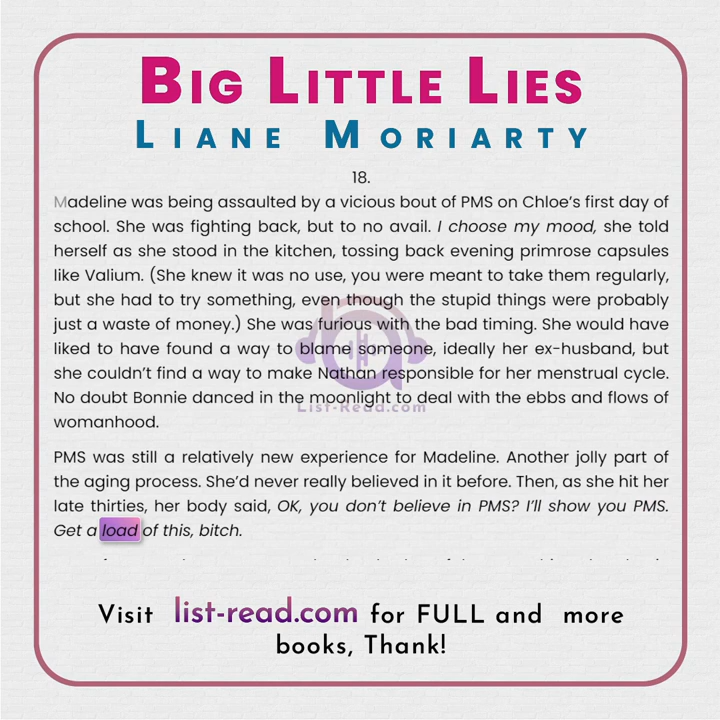 BIG LITTLE LIES
LIANE MORIARTY
18.
Madeline was being assaulted by a vicious bout of PMS on Chloe’s first day of
school. She was fighting back, but to no avail. I choose my mood, she told
herself as she stood in the kitchen, tossing back evening primrose capsules
like Valium. (She knew it was no use, you were meant to take them regularly,
but she had to try something, even though the stupid things were probably
just a waste of money.) She was furious with the bad timing. She would have
liked to have found a way to blame someone, ideally her ex-husband, but
she couldn’t find a way to make Nathan responsible for her menstrual cycle.
No doubt Bonnie danced in the moonlight to deal with the ebbs and flows of
List-Read.com
womanhood.
PMS was still a relatively new experience for Madeline. Another jolly part of
the aging process. She’d never really believed in it before. Then, as she hit her
late thirties, her body said, OK, you don’t believe in PMS? I’ll show you PMS.
Get a load of this, bitch.
Visit list-read.com for FULL and more
books, Thank!